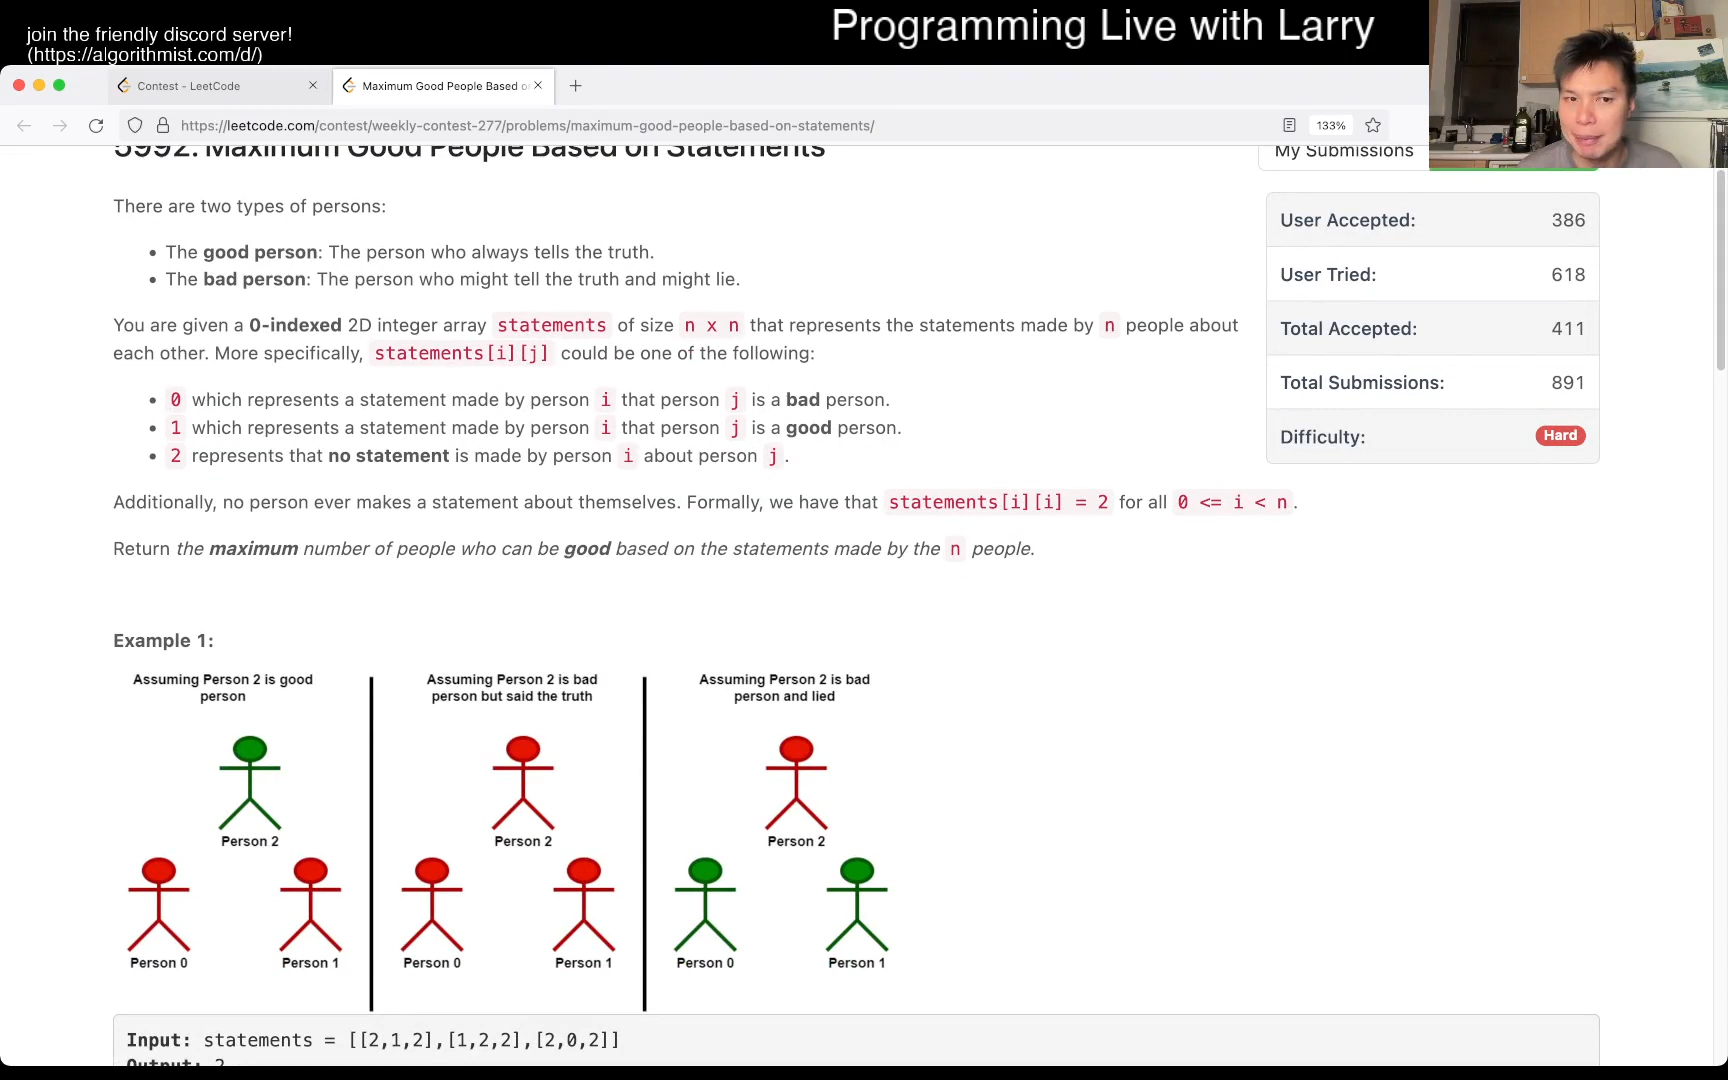 join the friendly discord server!
(https://algorithmist.com/d/)
Programming Live with Larry
Contest - LeetCode
Maximum Good People Based or
https://leetcode.com/contest/weekly-contest-277/problems/maximum-good-people-based-on-statements/
133%
5992. Maximum Good People Based on Statements
My Submissions
There are two types of persons:
• The good person: The person who always tells the truth.
• The bad person: The person who might tell the truth and might lie.
You are given a 0-indexed 2D integer array statements of size n x n that represents the statements made by n people about
each other. More specifically, statements[i][j] could be one of the following:
• 0 which represents a statement made by person i that person j is a bad person.
• 1 which represents a statement made by person i that person j is a good person.
• 2 represents that no statement is made by person i about person j.
Additionally, no person ever makes a statement about themselves. Formally, we have that statements[i][i] = 2 for all 0 <= i < n.
Return the maximum number of people who can be good based on the statements made by the n people.
User Accepted: 386
User Tried: 618
Total Accepted: 411
Total Submissions: 891
Difficulty: Hard
Example 1:
Assuming Person 2 is good
person
Assuming Person 2 is bad
person but said the truth
Assuming Person 2 is bad
person and lied
Person 2
Person 2
Person 2
Person 0
Person 1
Person 0
Person 1
Person 0
Person 1
Input: statements = [[2,1,2],[1,2,2],[2,0,2]]
Output: 2